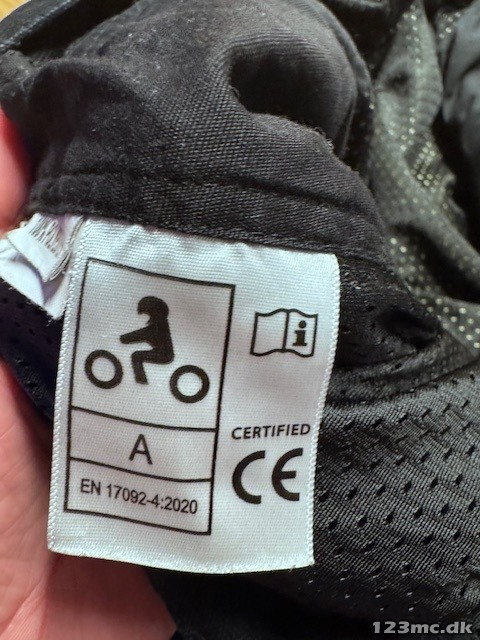 i
CERTIFIED
CE
A
EN 17092-4:2020
123mc.dk